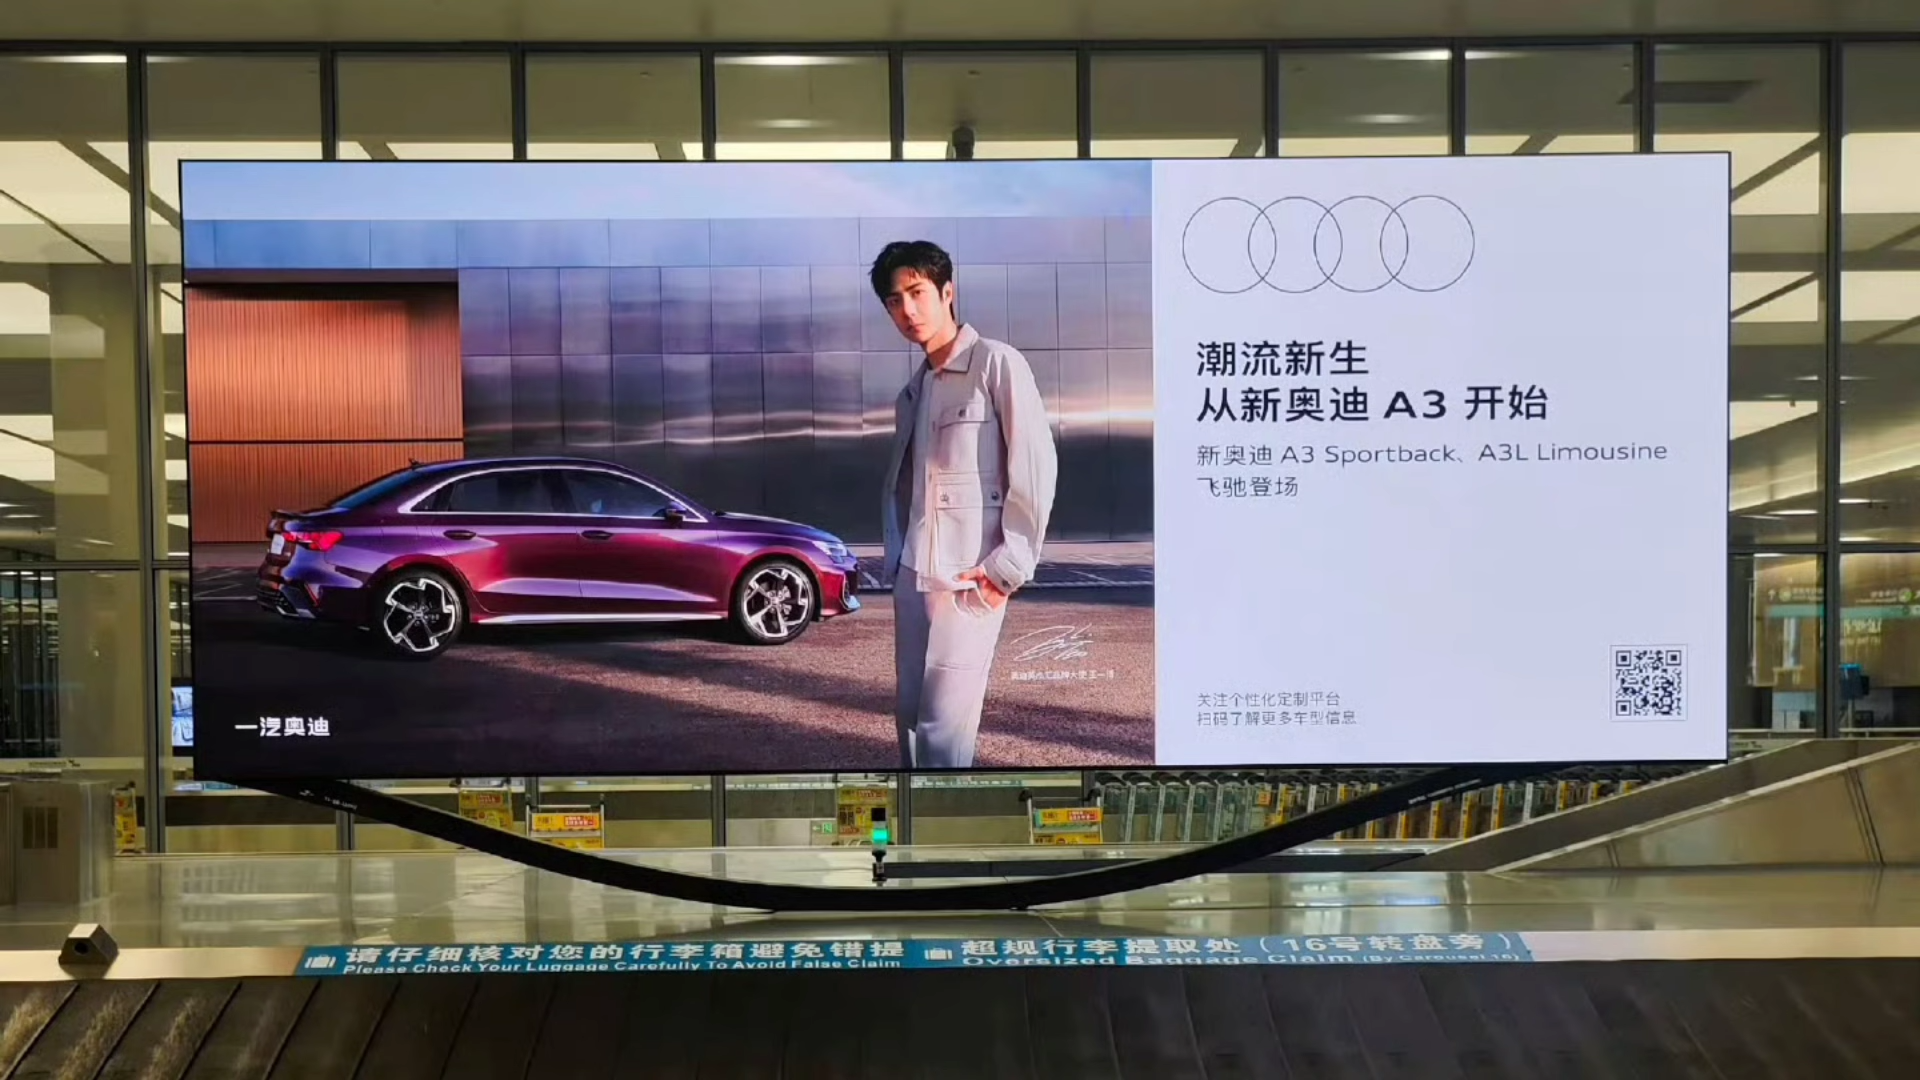 潮流新生
从新奥迪 A3 开始
新奥迪 A3 Sportback、A3L Limousine
飞驰登场
关注个性化定制平台
扫码了解更多车型信息
一汽奥迪
请仔细核对您的行李箱避免错提
Please Check Your Luggage Carefully To Avoid False Claim
超规行李提取处（16号转盘旁）
Oversized Baggage Claim (By Carousel 16)